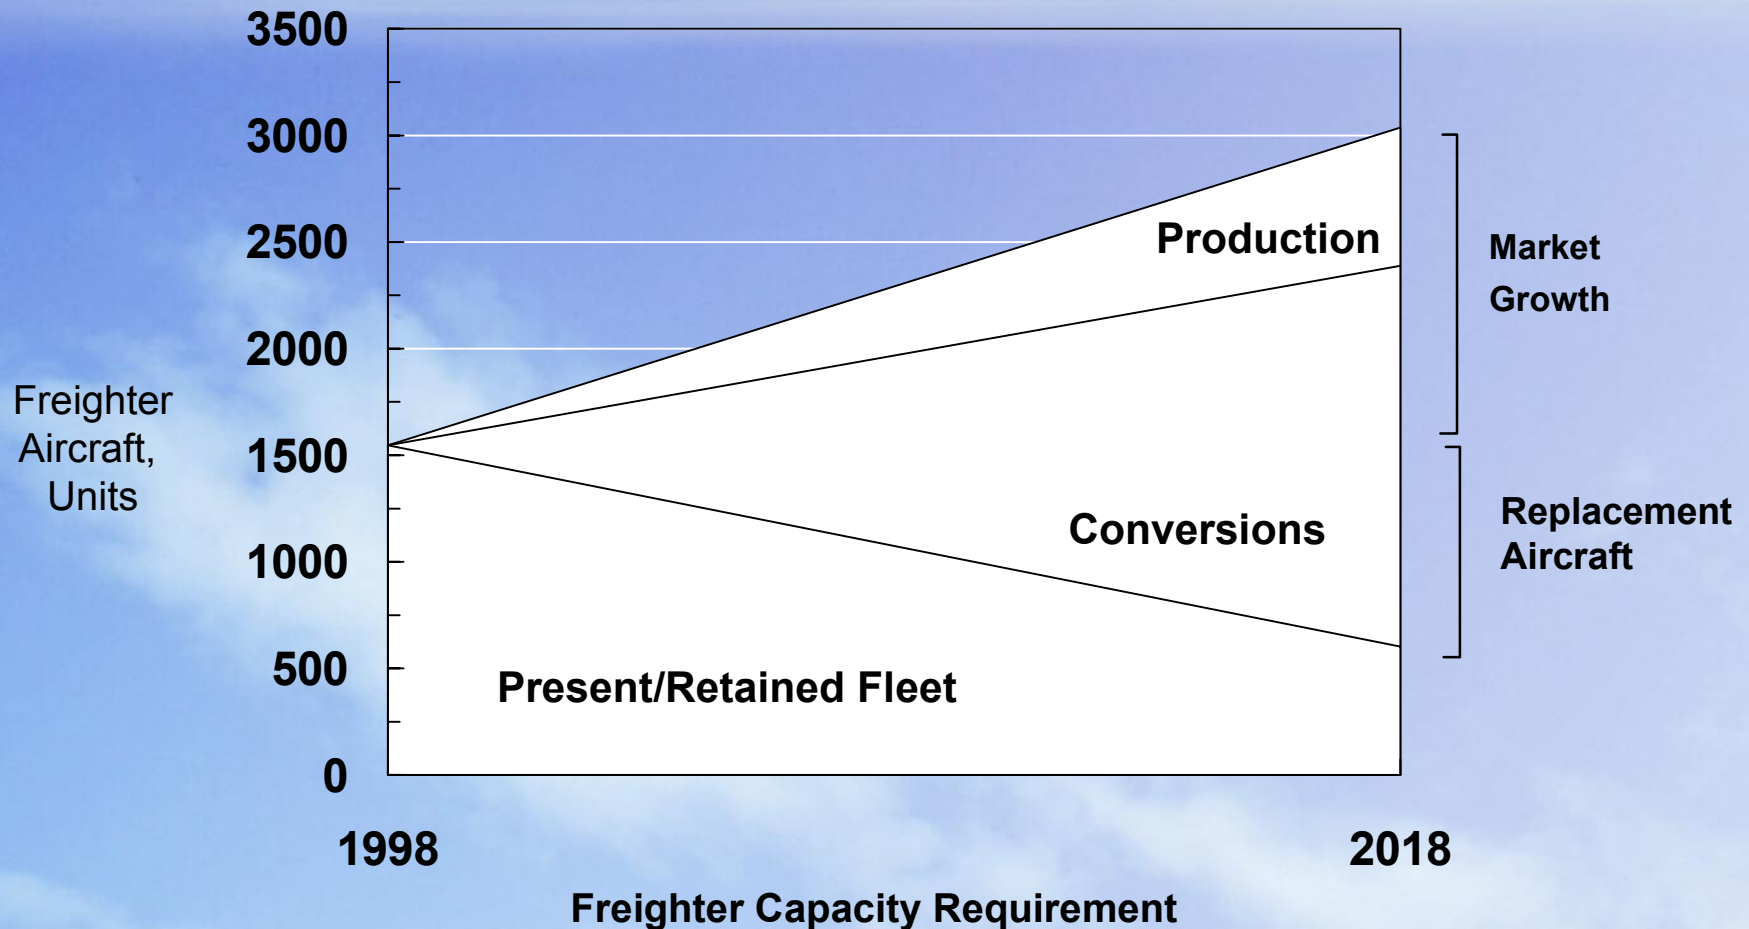 3500
3000
2500
2000
1500
1000
500
0
Freighter
Aircraft,
Units
Production
Conversions
Present/Retained Fleet
Market
Growth
Replacement
Aircraft
1998
2018
Freighter Capacity Requirement